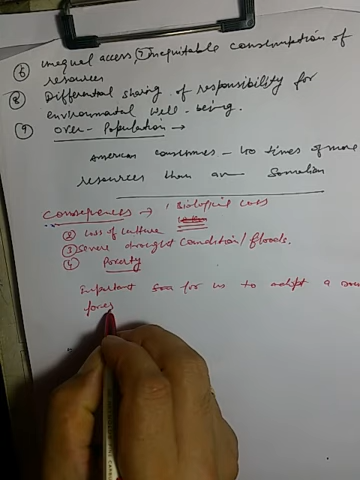 ⑥ unequal access, ⑦ Inequitable consumption of
resources
⑧ Differential sharing of responsibility for
environmental well-being.
⑨ Over-Population →
American consumes - 40 times of more
resources than an Somalian
Consequences → 1 Biological loss
② Loss of culture
③ Severe drought condition/floods.
④ Poverty
Important for us to adopt a